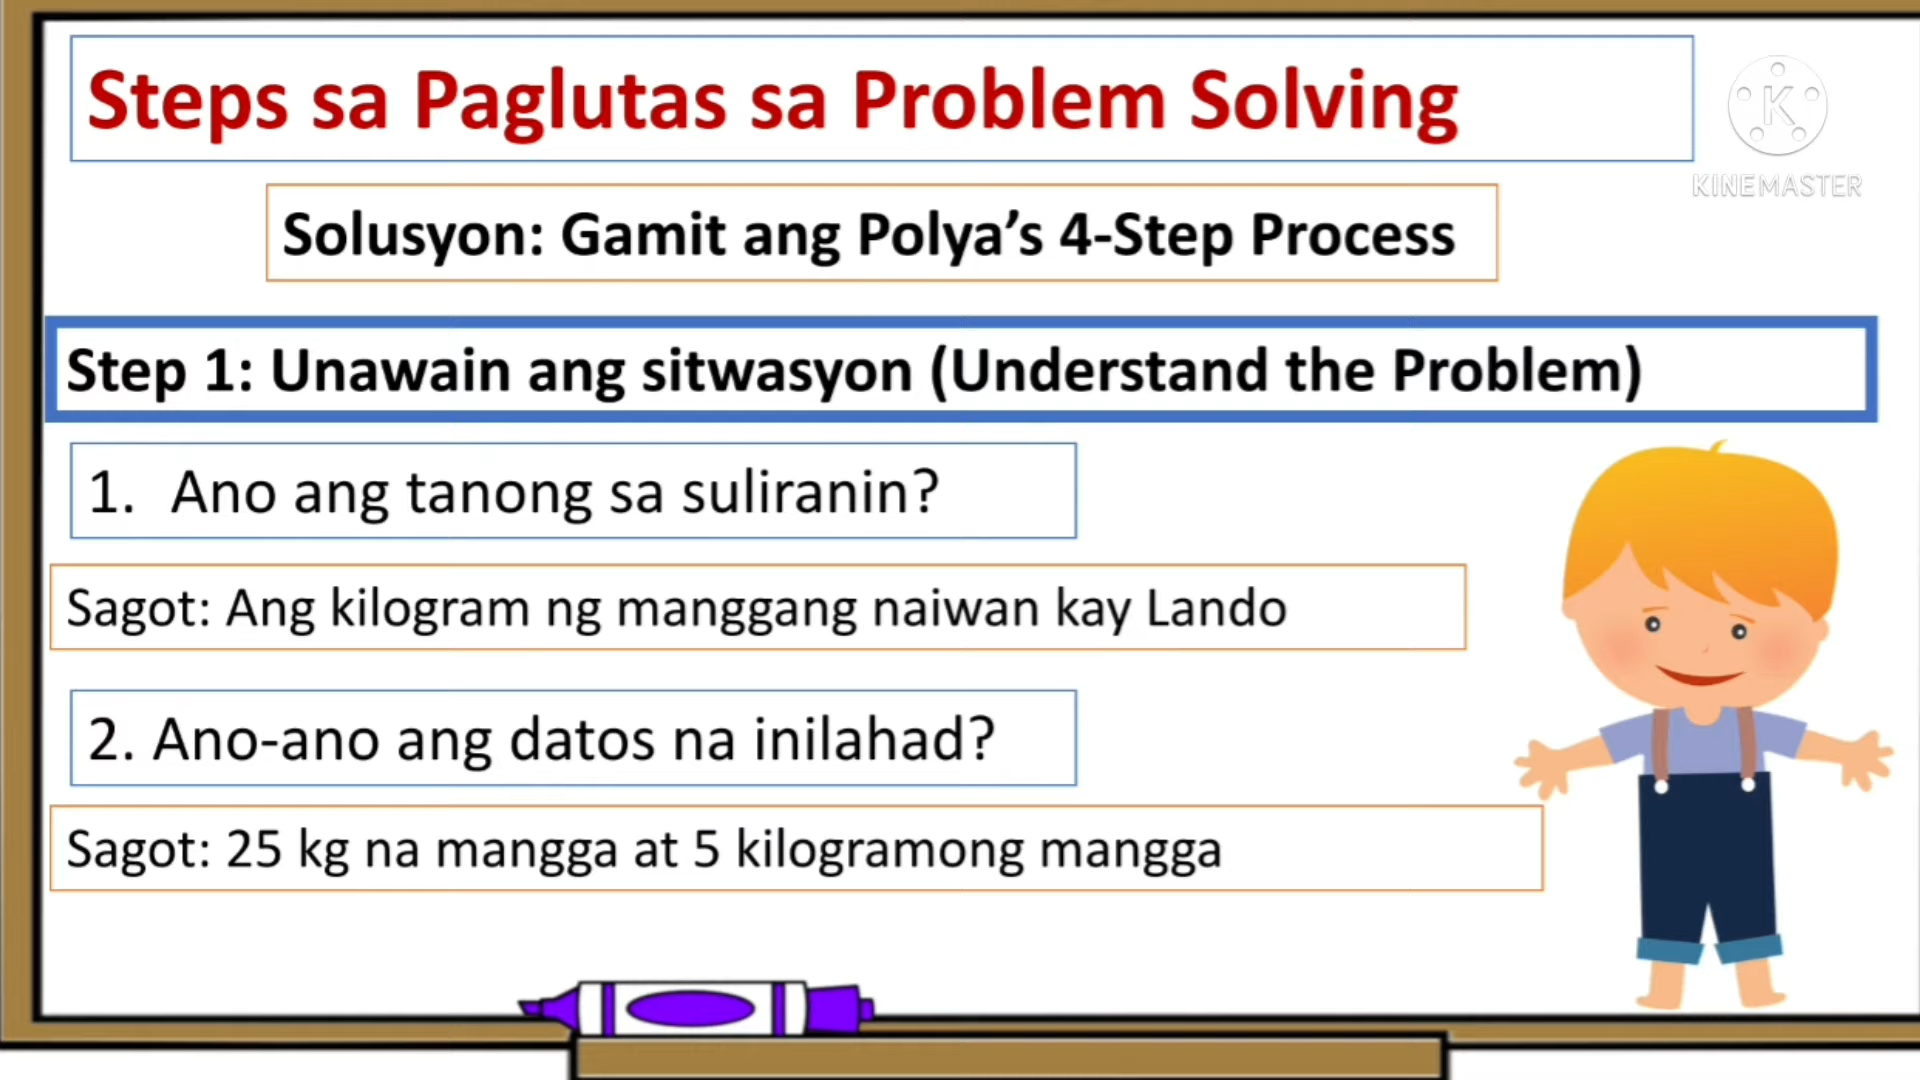 Steps sa Paglutas sa Problem Solving
K
KINEMASTER
Solusyon: Gamit ang Polya’s 4-Step Process
Step 1: Unawain ang sitwasyon (Understand the Problem)
1. Ano ang tanong sa suliranin?
Sagot: Ang kilogram ng manggang naiwan kay Lando
2. Ano-ano ang datos na inilahad?
Sagot: 25 kg na mangga at 5 kilogramong mangga